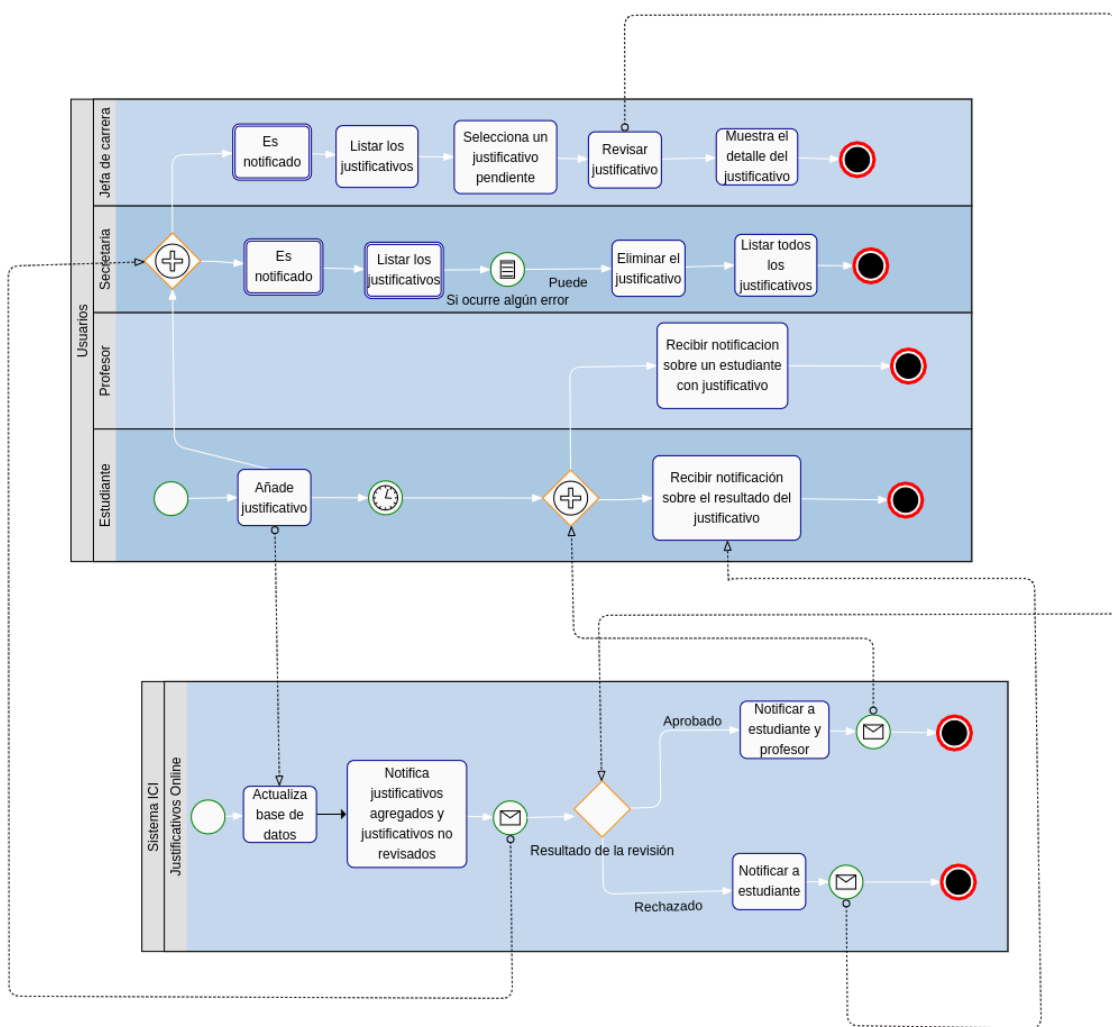 Usuarios
Jefa de carrera
Es
notificado
Listar los
justificativos
Selecciona un
justificativo
pendiente
Revisar
justificativo
Muestra el
detalle del
justificativo
Secretaria
Es
notificado
Listar los
justificativos
Si ocurre algún error
Puede
Eliminar el
justificativo
Listar todos
los
justificativos
Profesor
Recibir notificacion
sobre un estudiante
con justificativo
Estudiante
Añade
justificativo
Recibir notificación
sobre el resultado del
justificativo
Sistema ICI
Justificativos Online
Actualiza
base de
datos
Notifica
justificativos
agregados y
justificativos no
revisados
Resultado de la revisión
Aprobado
Notificar a
estudiante y
profesor
Rechazado
Notificar a
estudiante